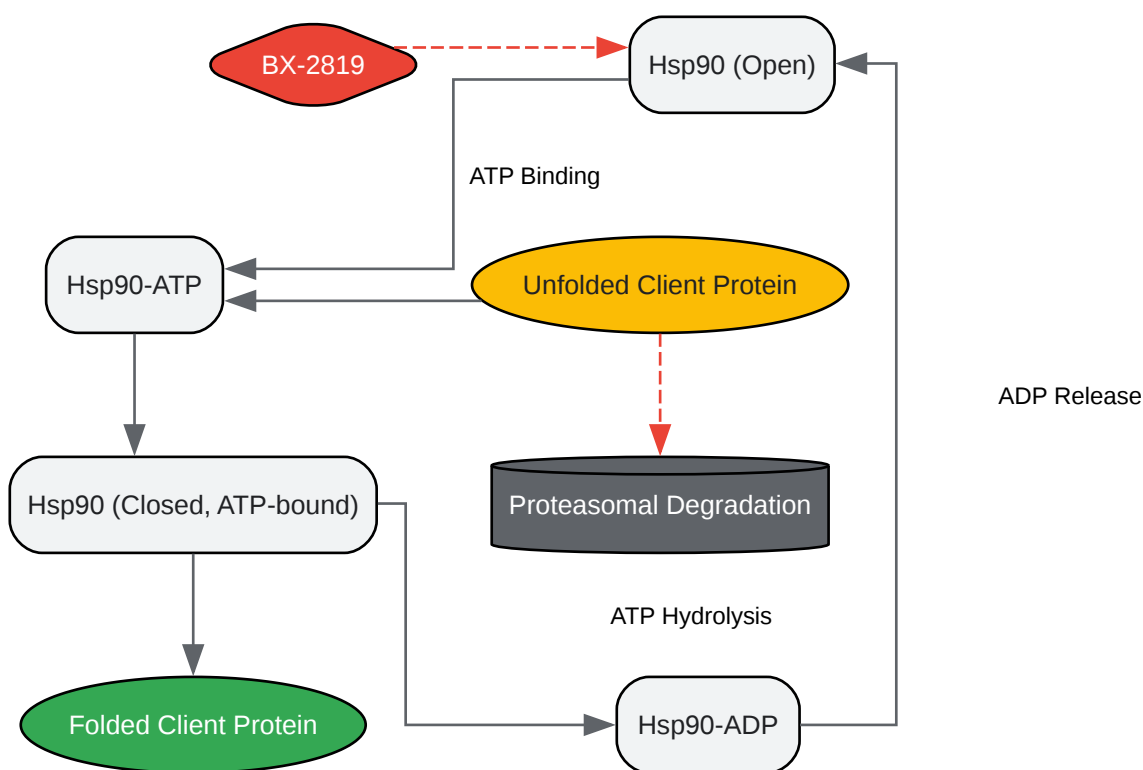 BX-2819
Hsp90 (Open)
ATP Binding
Hsp90-ATP
Unfolded Client Protein
ADP Release
Hsp90 (Closed, ATP-bound)
Proteasomal Degradation
ATP Hydrolysis
Folded Client Protein
Hsp90-ADP